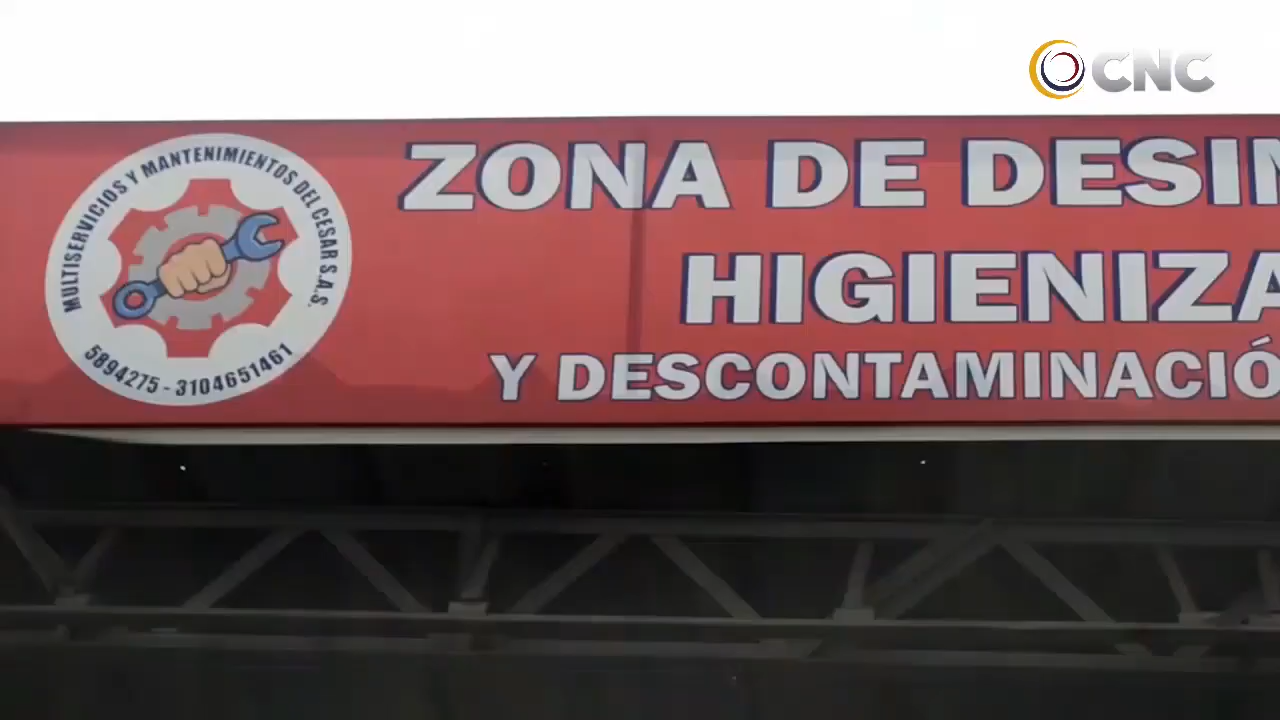 CNC
MULTISERVICIOS Y MANTENIMIENTOS DEL CESAR S.A.S.
5894275 - 3104651461
ZONA DE DESIN
HIGIENIZA
Y DESCONTAMINACIÓ